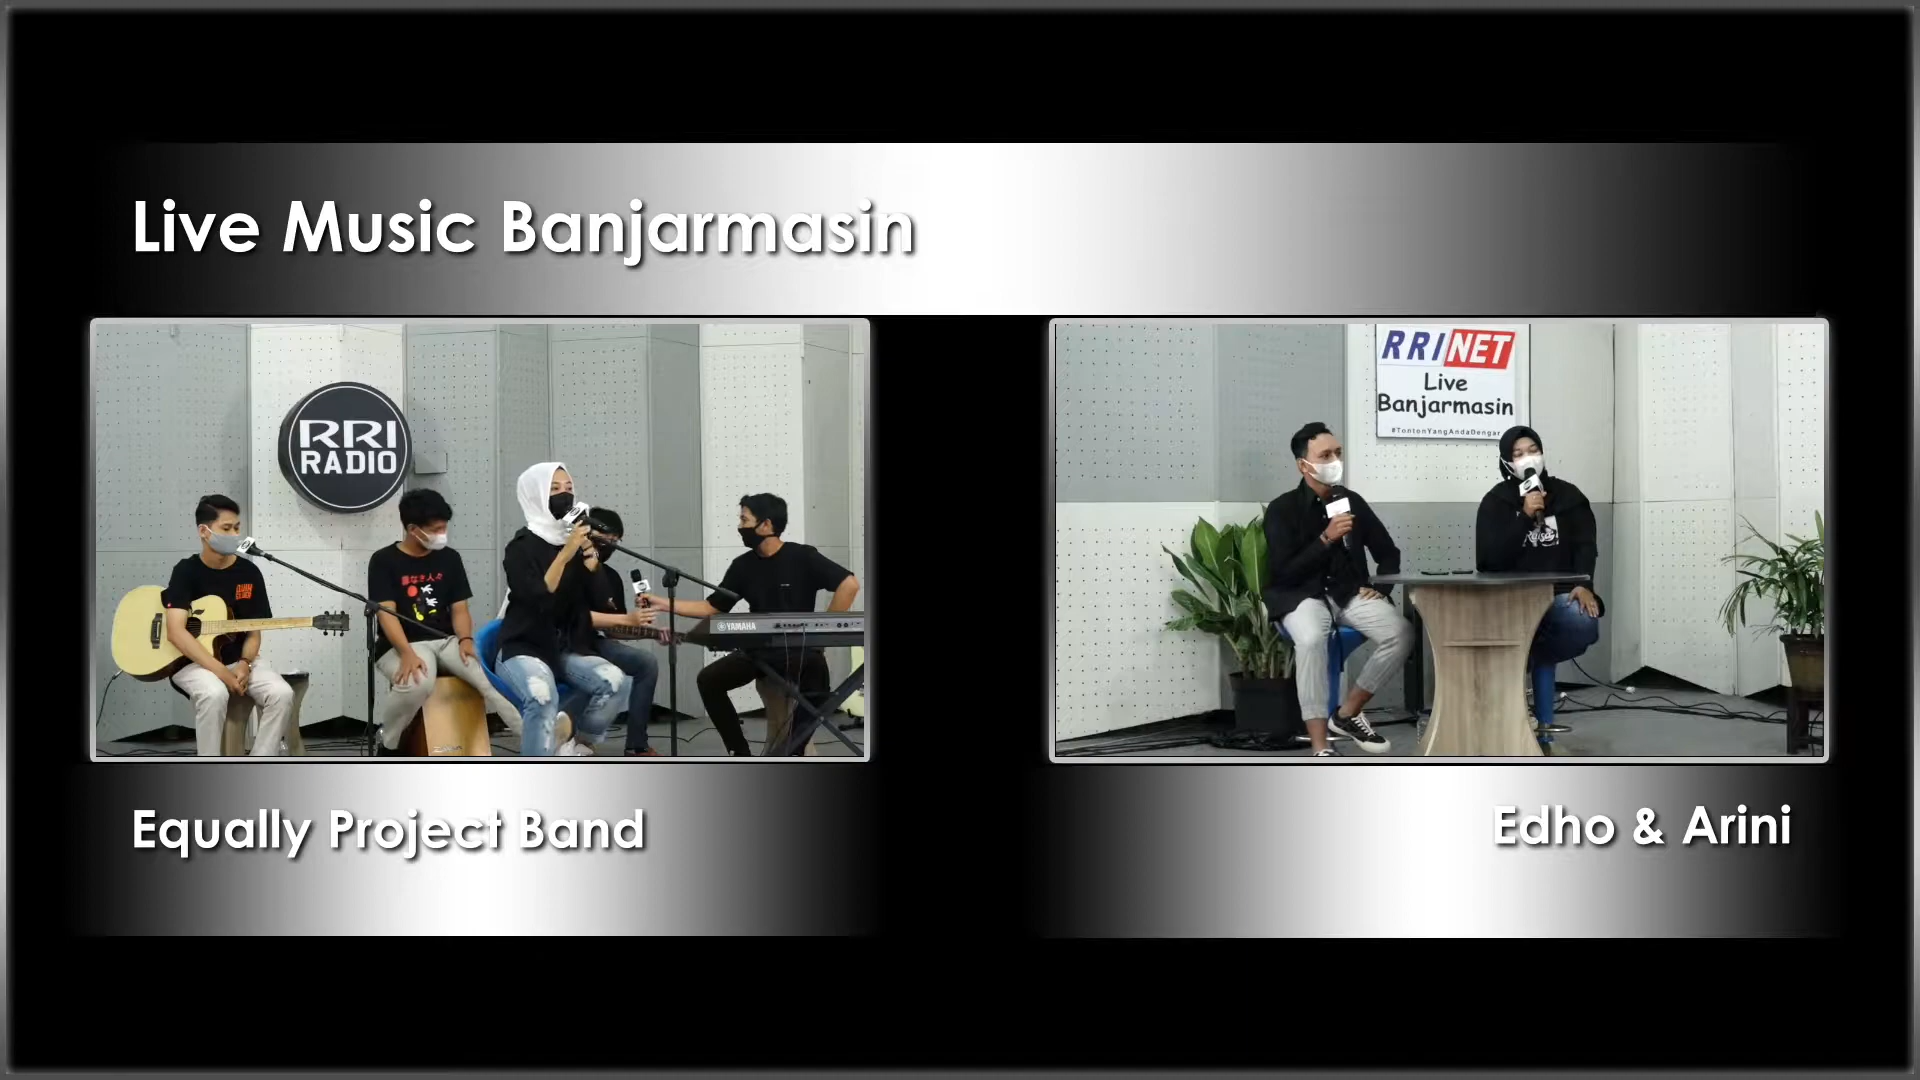 Live Music Banjarmasin
RRI
RADIO
YAMAHA
RRI NET
Live
Banjarmasin
#TontonYangAndaDengar
Equally Project Band
Edho & Arini